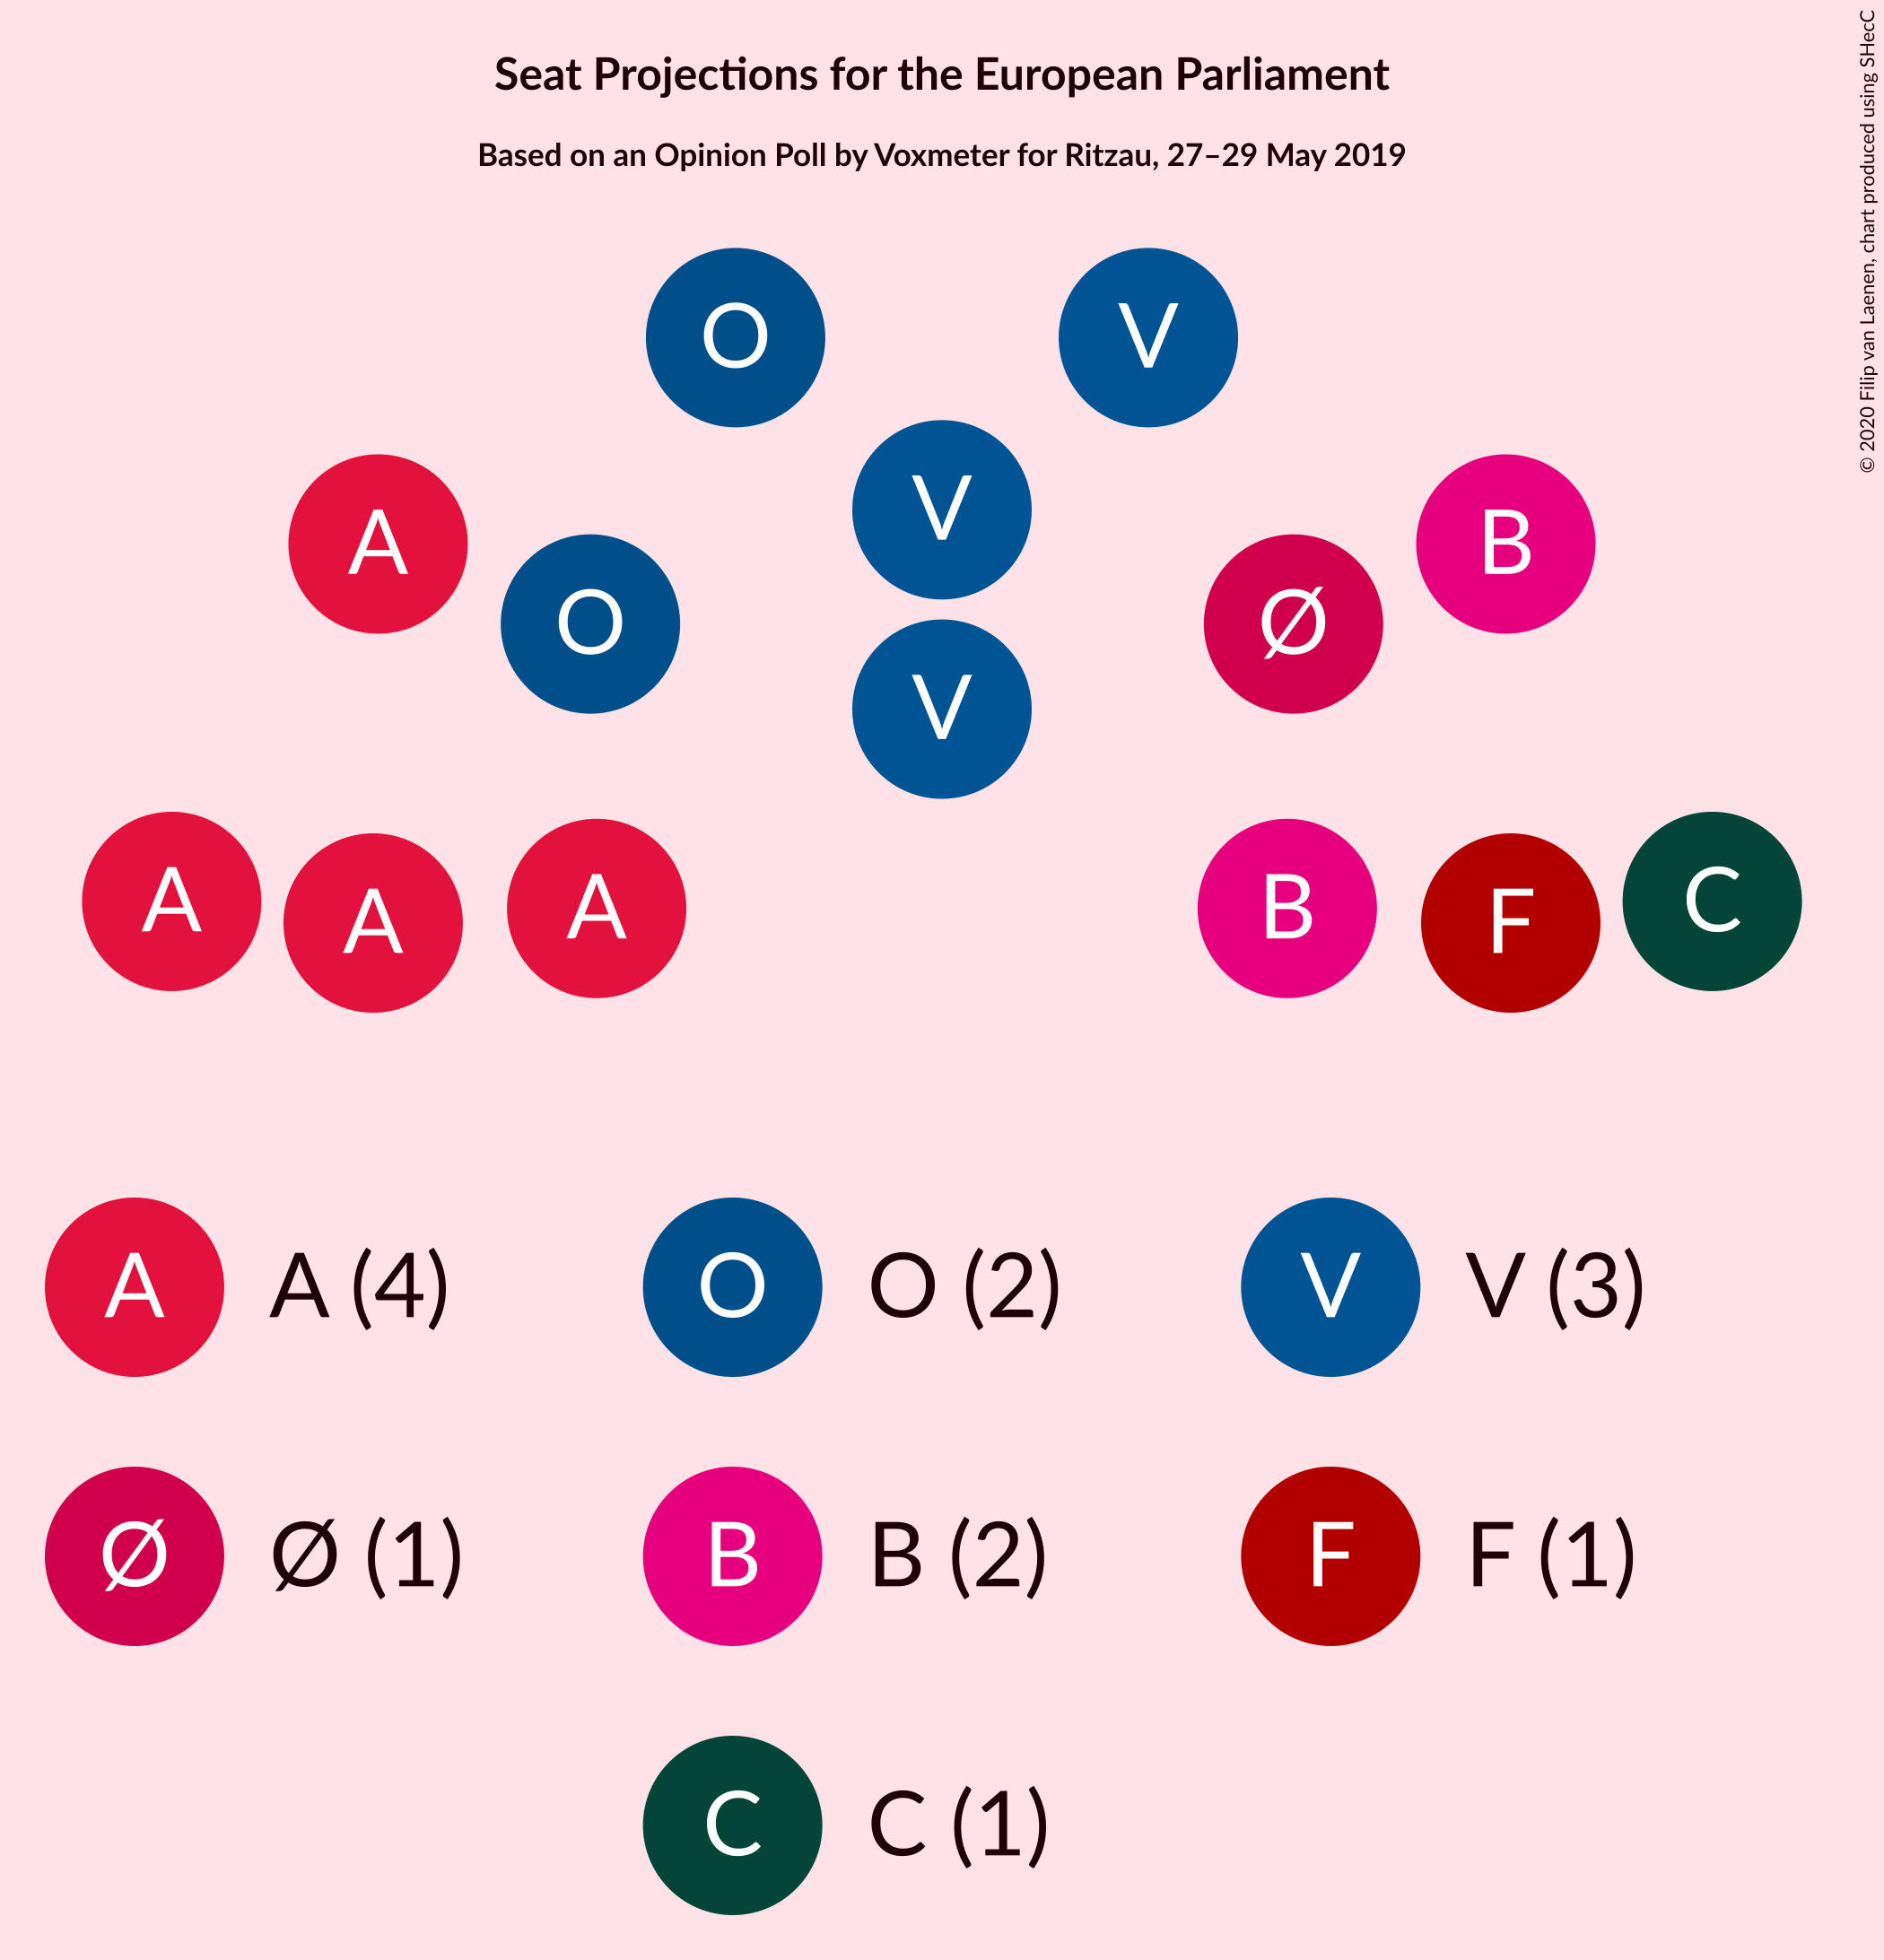 Seat Projections for the European Parliament
Based on an Opinion Poll by Voxmeter for Ritzau, 27–29 May 2019
© 2020 Filip van Laenen, chart produced using SHecC
O V
V
A B
O Ø
V
A A A B F C
A A (4) O O (2) V V (3)
Ø Ø (1) B B (2) F F (1)
C C (1)